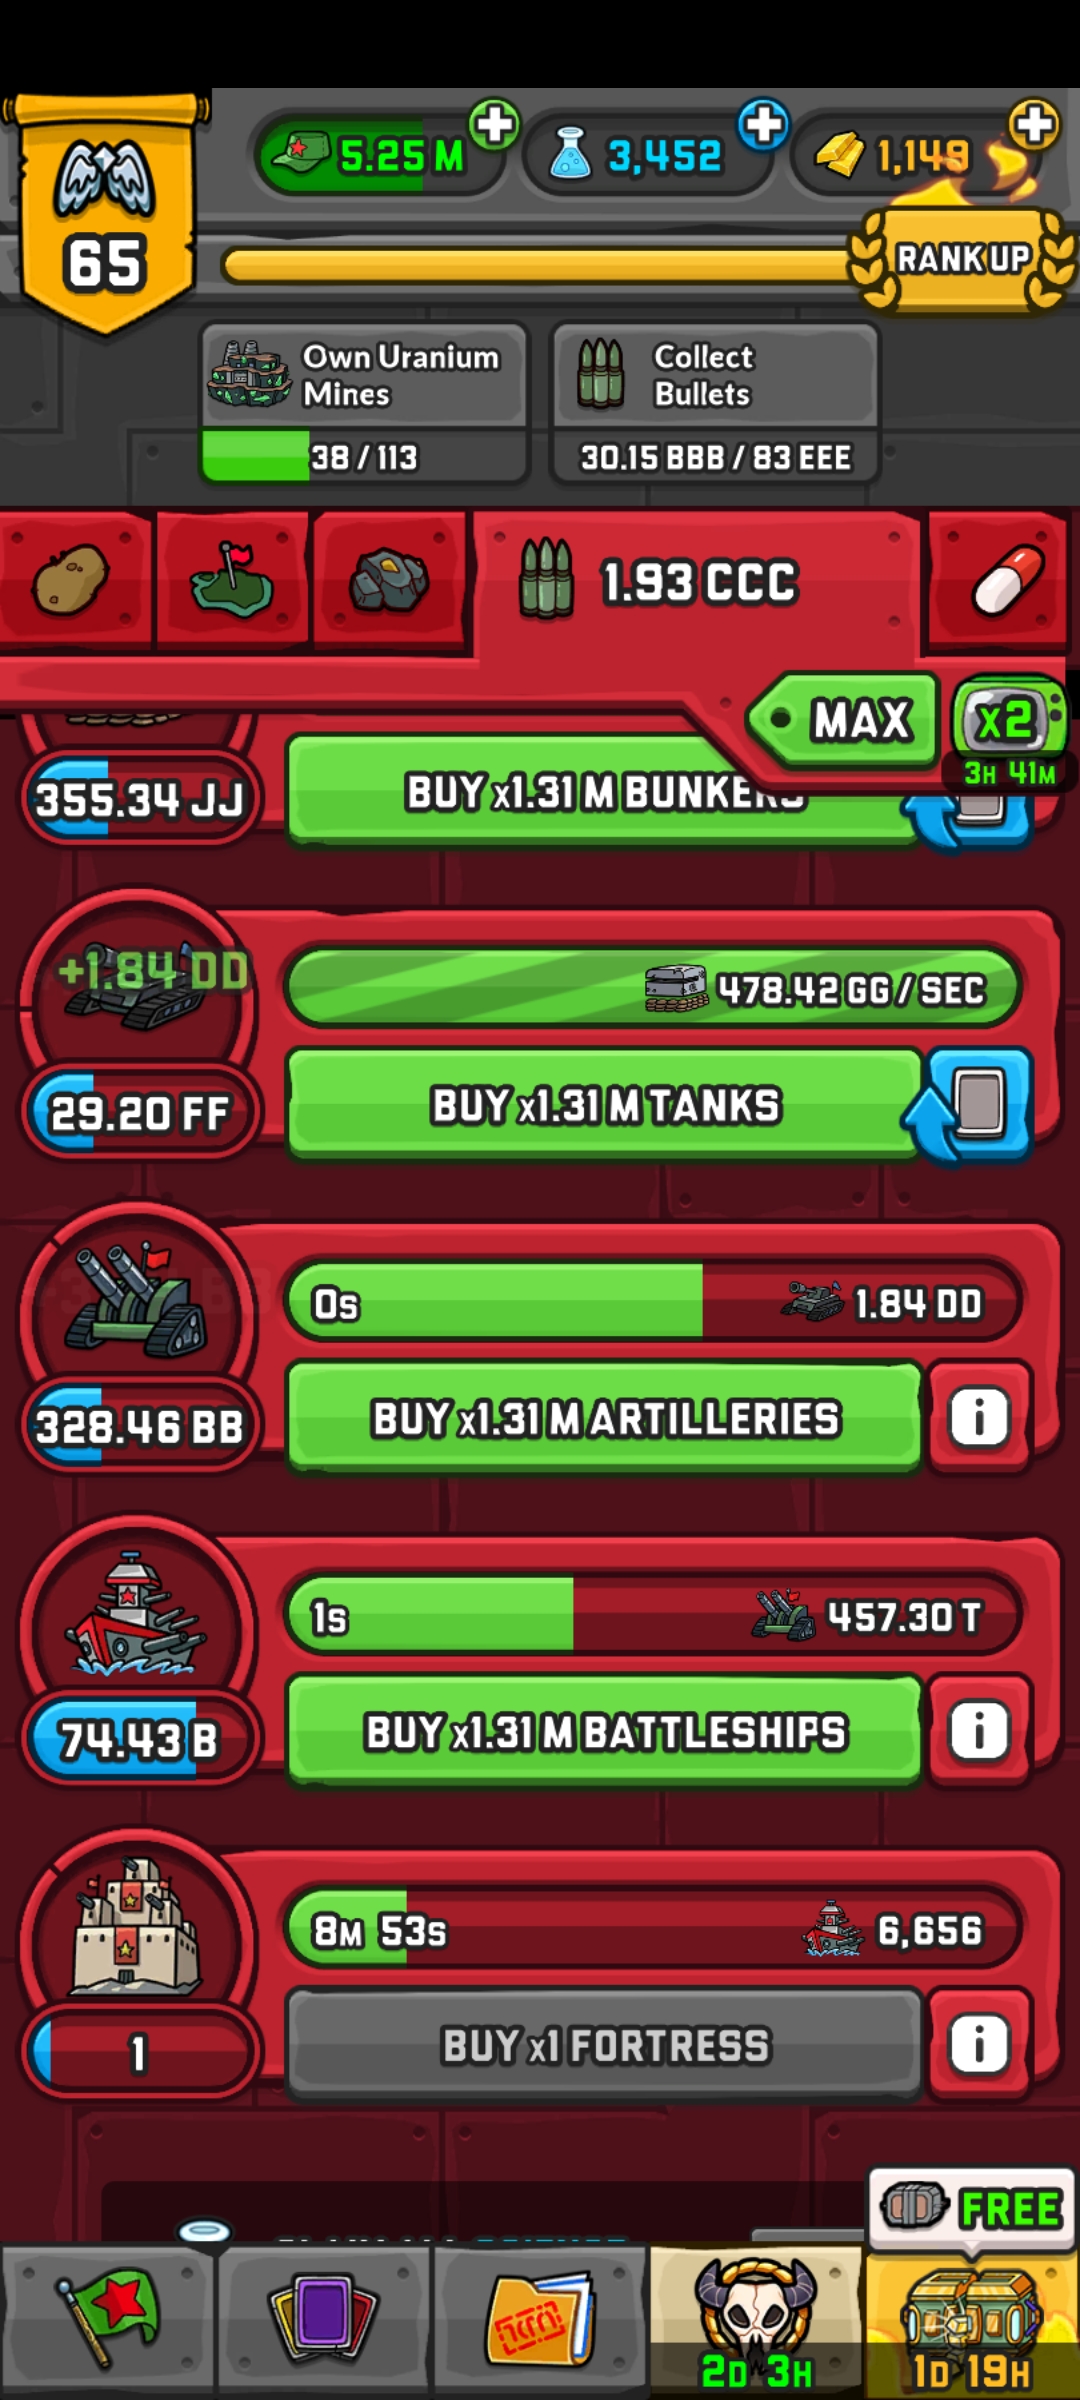 5.25 M
3,452
1,149
65
RANK UP
Own Uranium
Mines
38 / 113
Collect
Bullets
30.15 BBB / 83 EEE
1.93 CCC
MAX
x2
3H 41M
355.34 JJ
BUY x1.31 M BUNKERS
+1.84 DD
478.42 GG / SEC
29.20 FF
BUY x1.31 M TANKS
0s
1.84 DD
328.46 BB
BUY x1.31 M ARTILLERIES
1s
457.30 T
74.43 B
BUY x1.31 M BATTLESHIPS
8M 53s
6,656
1
BUY x1 FORTRESS
FREE
2D 3H
1D 19H